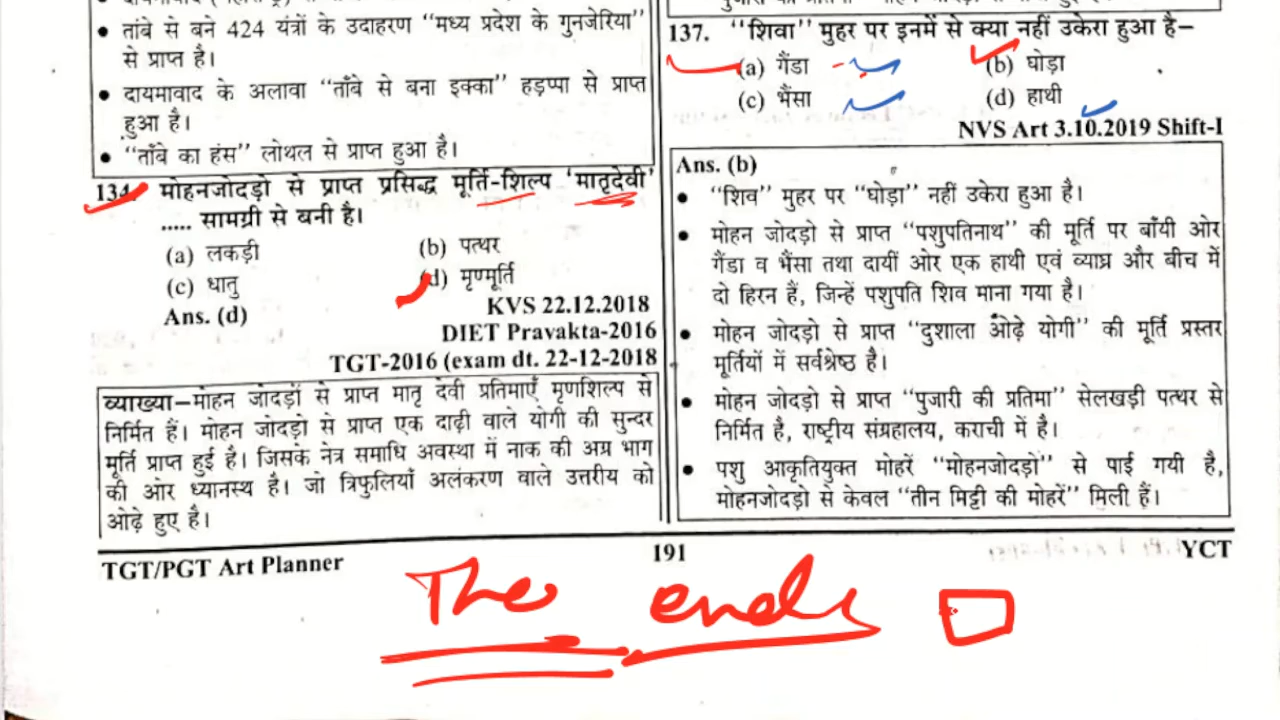 • तांबे से बने 424 यंत्रों के उदाहरण “मध्य प्रदेश के गुनजेरिया”
से प्राप्त है।
• दायमावाद के अलावा “ताँबे से बना इक्का” हड़प्पा से प्राप्त
हुआ है।
• “ताँबे का हंस” लोथल से प्राप्त हुआ है।
134. मोहनजोदड़ो से प्राप्त प्रसिद्ध मूर्ति-शिल्प ‘मातृदेवी’
..... सामग्री से बनी है।
(a) लकड़ी (b) पत्थर
(c) धातु (d) मृण्मूर्ति
Ans. (d) KVS 22.12.2018
DIET Pravakta-2016
TGT-2016 (exam dt. 22-12-2018
व्याख्या–मोहन जोदड़ों से प्राप्त मातृ देवी प्रतिमाएँ मृणशिल्प से
निर्मित हैं। मोहन जोदड़ो से प्राप्त एक दाढ़ी वाले योगी की सुन्दर
मूर्ति प्राप्त हुई है। जिसके नेत्र समाधि अवस्था में नाक की अग्र भाग
की ओर ध्यानस्थ है। जो त्रिफुलियाँ अलंकरण वाले उत्तरीय को
ओढ़े हुए है।
137. “शिवा” मुहर पर इनमें से क्या नहीं उकेरा हुआ है–
(a) गैंडा (b) घोड़ा
(c) भैंसा (d) हाथी
NVS Art 3.10.2019 Shift-I
Ans. (b)
• “शिव” मुहर पर “घोड़ा” नहीं उकेरा हुआ है।
• मोहन जोदड़ो से प्राप्त “पशुपतिनाथ” की मूर्ति पर बाँयी ओर
गैंडा व भैंसा तथा दायीं ओर एक हाथी एवं व्याघ्र और बीच में
दो हिरन हैं, जिन्हें पशुपति शिव माना गया है।
• मोहन जोदड़ो से प्राप्त “दुशाला ओढ़े योगी” की मूर्ति प्रस्तर
मूर्तियों में सर्वश्रेष्ठ है।
• मोहन जोदड़ो से प्राप्त “पुजारी की प्रतिमा” सेलखड़ी पत्थर से
निर्मित है, राष्ट्रीय संग्रहालय, कराची में है।
• पशु आकृतियुक्त मोहरें “मोहनजोदड़ो” से पाई गयी है,
मोहनजोदड़ो से केवल “तीन मिट्टी की मोहरें” मिली हैं।
TGT/PGT Art Planner 191 YCT
The ends